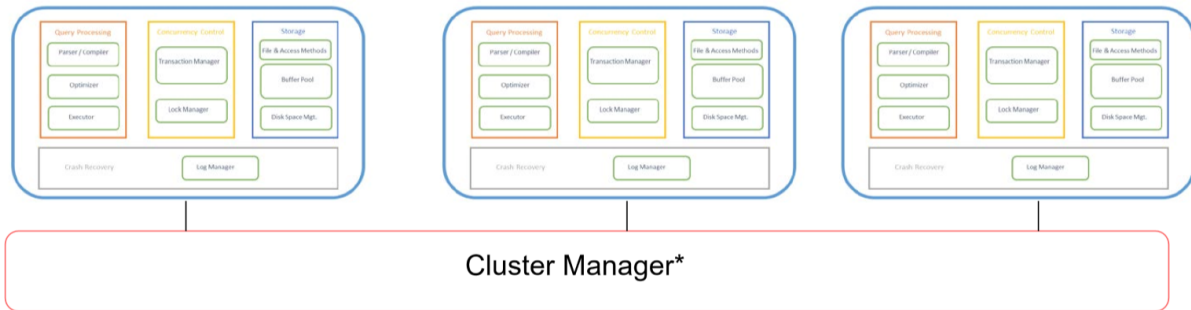 Query Processing
Parser / Compiler
Optimizer
Executor
Concurrency Control
Transaction Manager
Lock Manager
Storage
File & Access Methods
Buffer Pool
Disk Space Mgt.
Crash Recovery
Log Manager
Query Processing
Parser / Compiler
Optimizer
Executor
Concurrency Control
Transaction Manager
Lock Manager
Storage
File & Access Methods
Buffer Pool
Disk Space Mgt.
Crash Recovery
Log Manager
Query Processing
Parser / Compiler
Optimizer
Executor
Concurrency Control
Transaction Manager
Lock Manager
Storage
File & Access Methods
Buffer Pool
Disk Space Mgt.
Crash Recovery
Log Manager
Cluster Manager*